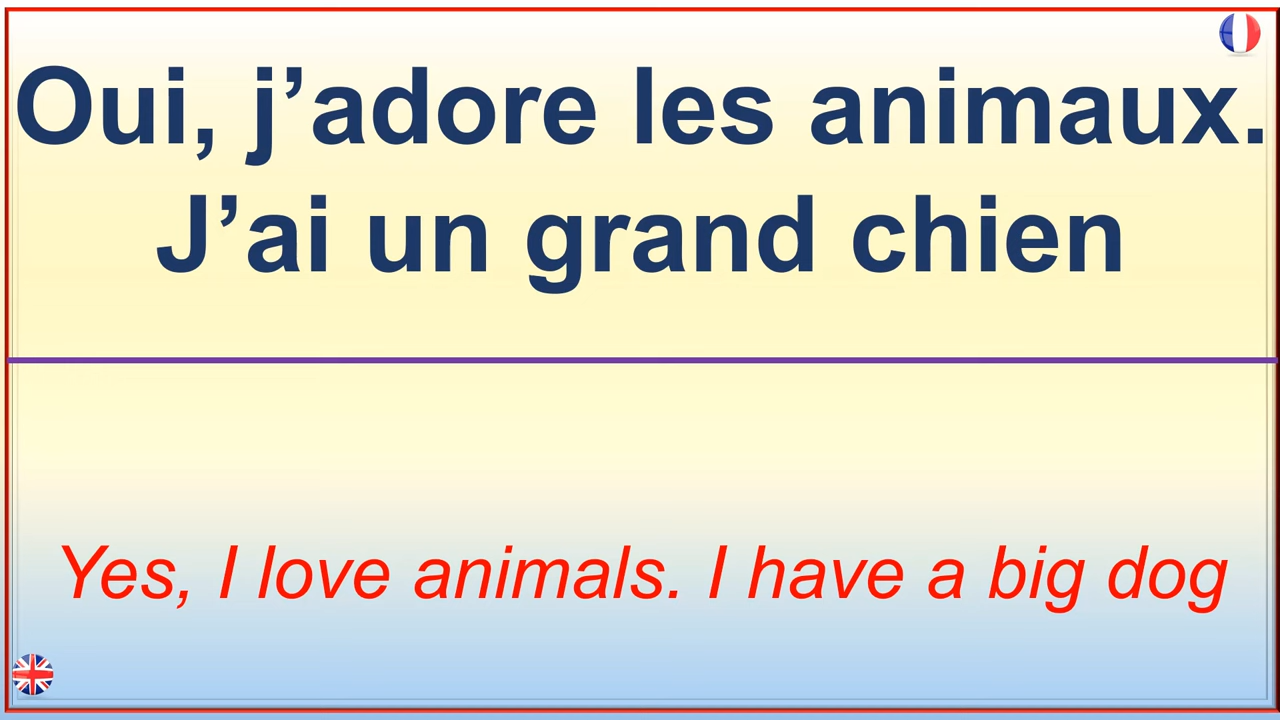 Oui, j’adore les animaux.
J’ai un grand chien
Yes, I love animals. I have a big dog